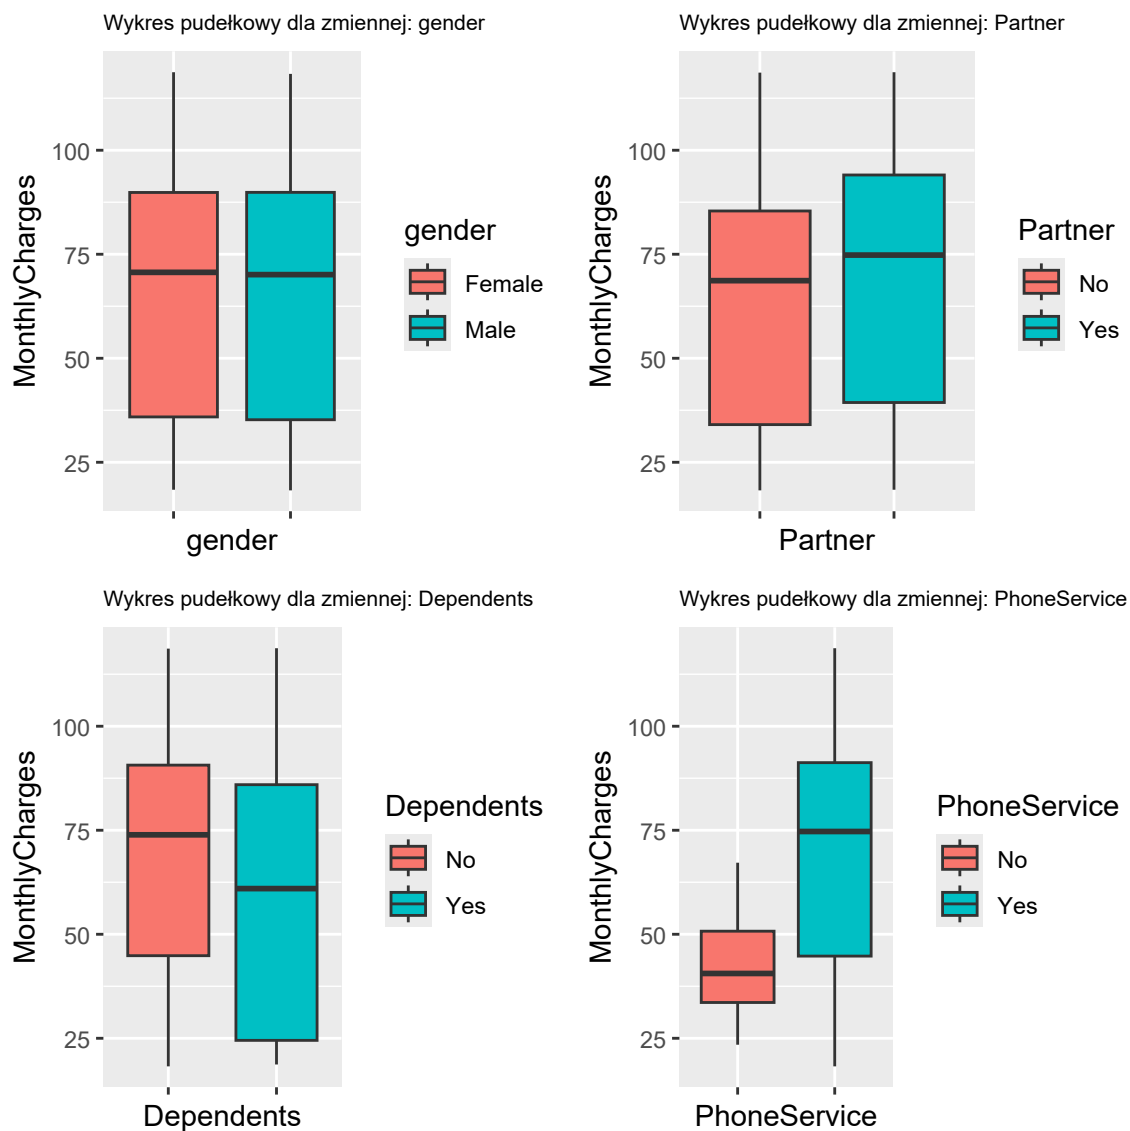 Wykres pudełkowy dla zmiennej: gender
MonthlyCharges
100
75
50
25
gender
gender
Female
Male
Wykres pudełkowy dla zmiennej: Partner
MonthlyCharges
100
75
50
25
Partner
Partner
No
Yes
Wykres pudełkowy dla zmiennej: Dependents
MonthlyCharges
100
75
50
25
Dependents
Dependents
No
Yes
Wykres pudełkowy dla zmiennej: PhoneService
MonthlyCharges
100
75
50
25
PhoneService
PhoneService
No
Yes